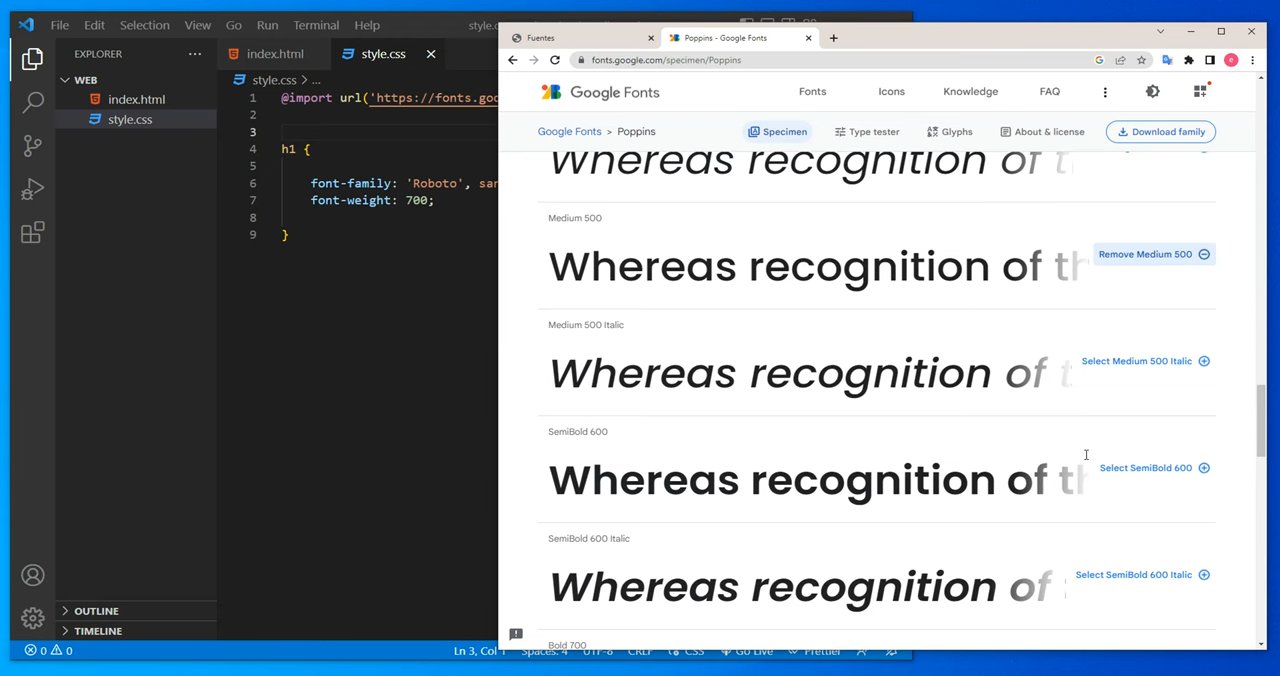 File Edit Selection View Go Run Terminal Help
EXPLORER
WEB
index.html
style.css
OUTLINE
TIMELINE
index.html
style.css
style.css > ...
1 @import url('https://fonts.goo
2
3
4 h1 {
5
6 font-family: 'Roboto', san
7 font-weight: 700;
8
9 }
0 0
Ln 3, Col 1
CSS
Go Live
Prettier
Fuentes
Poppins - Google Fonts
fonts.google.com/specimen/Poppins
Google Fonts
Fonts
Icons
Knowledge
FAQ
Google Fonts > Poppins
Specimen
Type tester
Glyphs
About & license
Download family
Whereas recognition of t
Medium 500
Whereas recognition of th
Remove Medium 500
Medium 500 Italic
Whereas recognition of t
Select Medium 500 Italic
SemiBold 600
Whereas recognition of th
Select SemiBold 600
SemiBold 600 Italic
Whereas recognition of
Select SemiBold 600 Italic
Bold 700